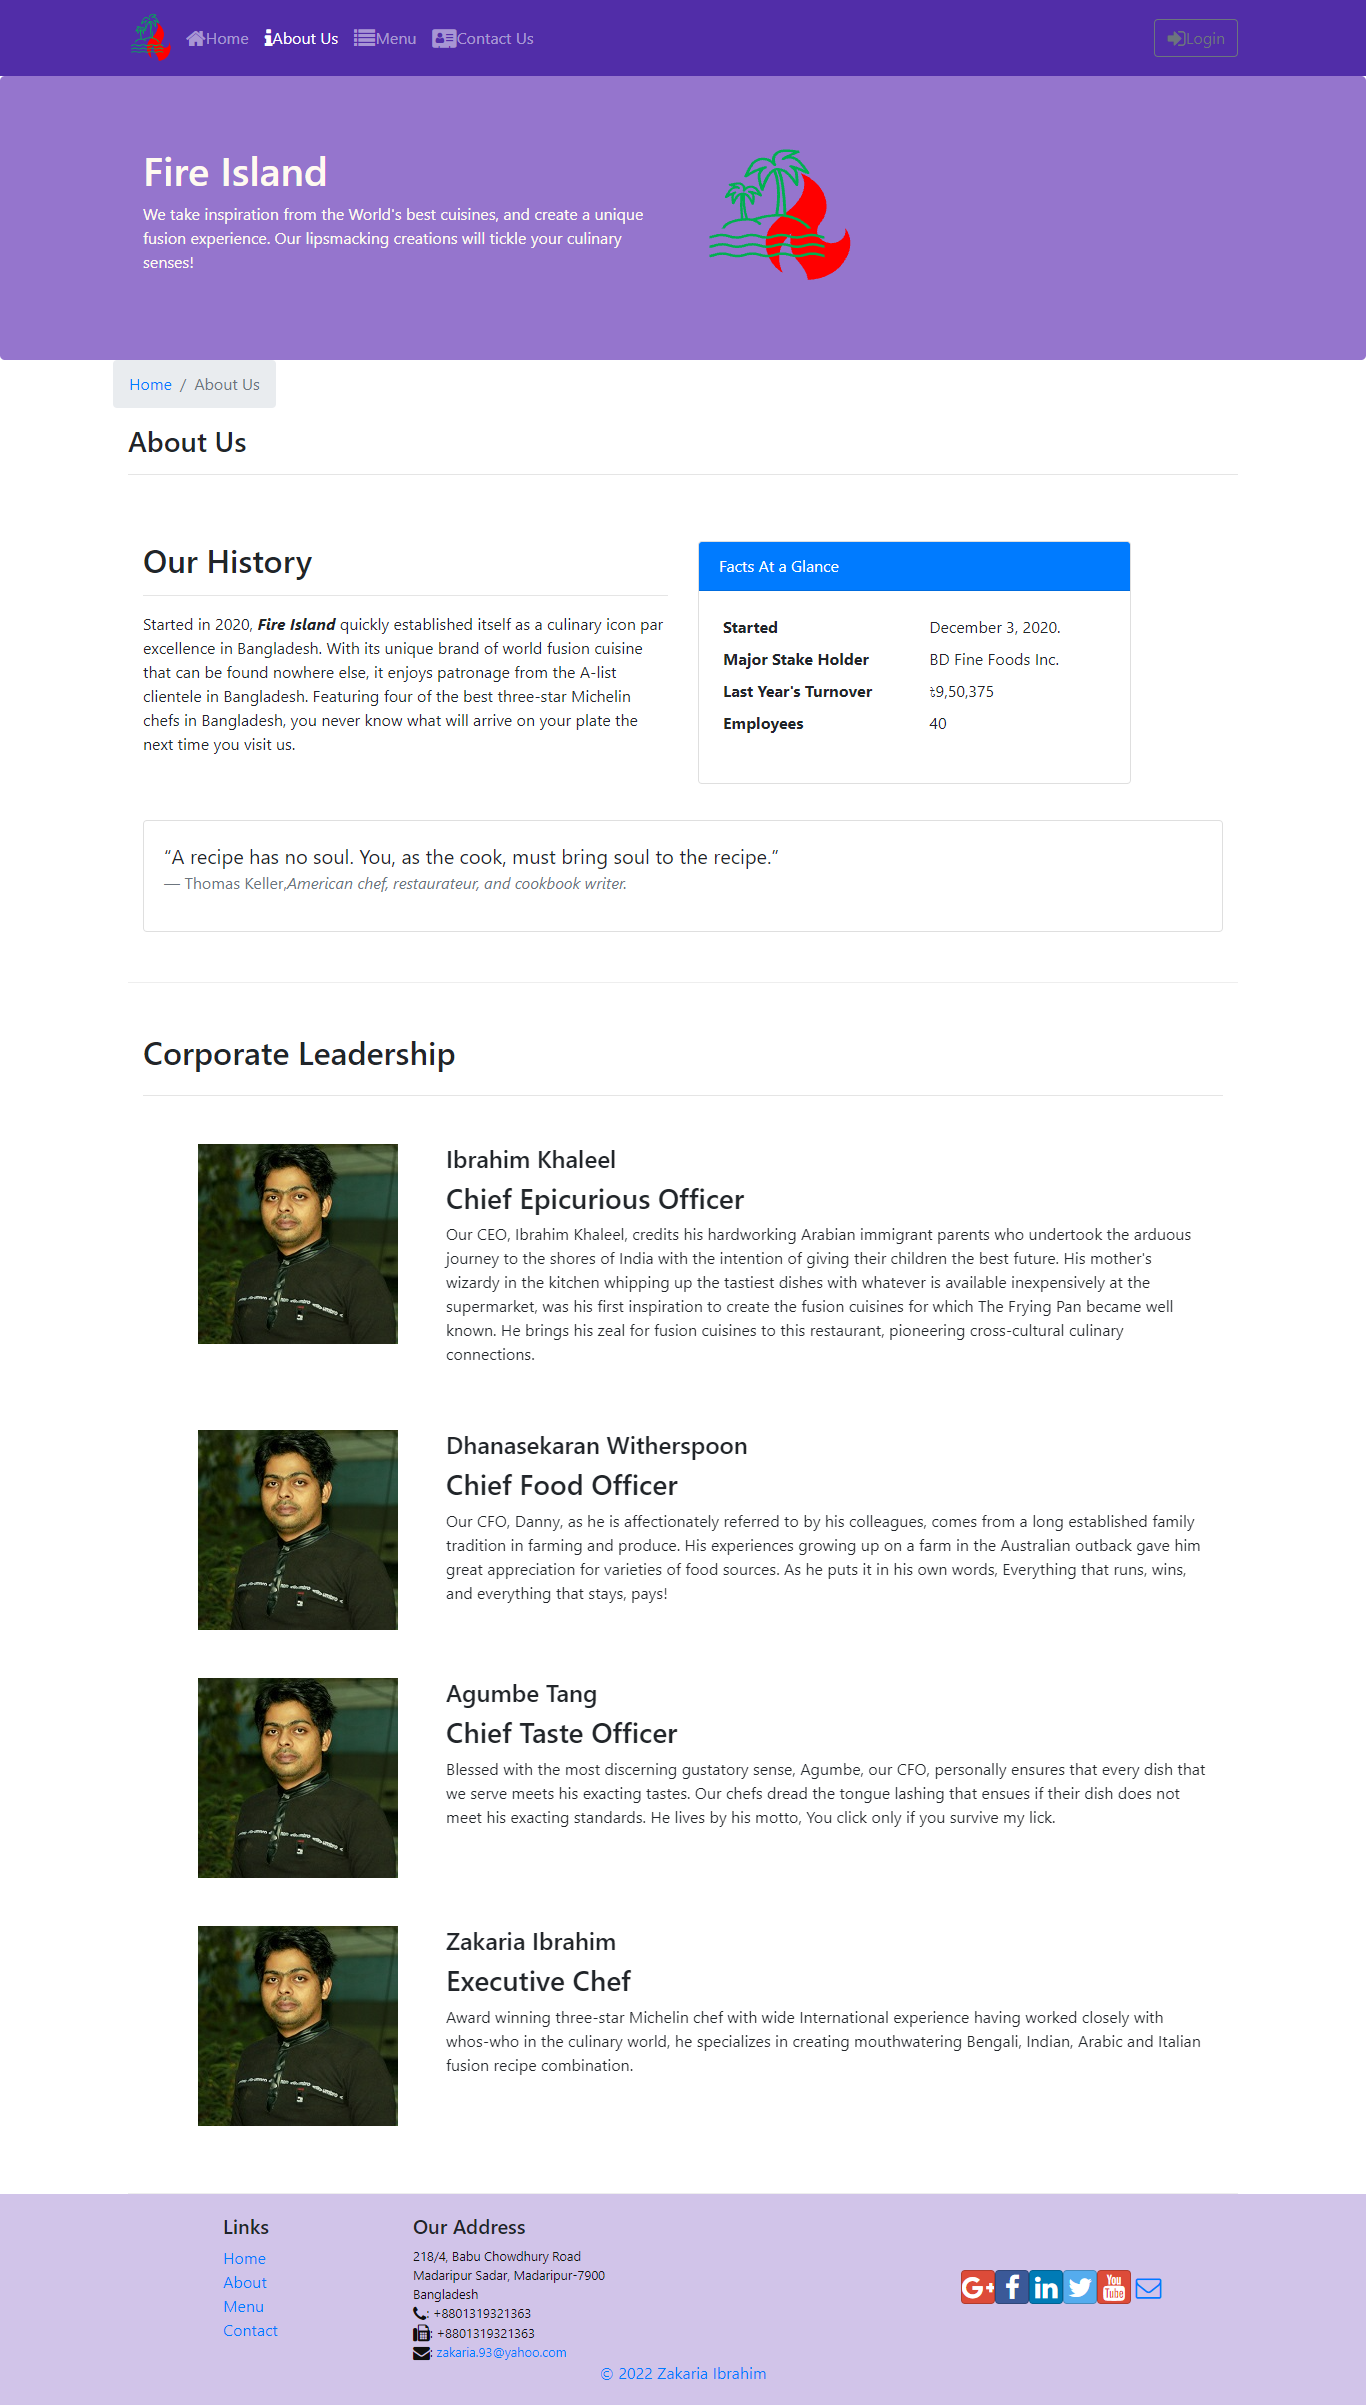 Home About Us Menu Contact Us Login
Fire Island
We take inspiration from the World's best cuisines, and create a unique
fusion experience. Our lipsmacking creations will tickle your culinary
senses!
Home / About Us
About Us
Our History
Started in 2020, Fire Island quickly established itself as a culinary icon par
excellence in Bangladesh. With its unique brand of world fusion cuisine
that can be found nowhere else, it enjoys patronage from the A-list
clientele in Bangladesh. Featuring four of the best three-star Michelin
chefs in Bangladesh, you never know what will arrive on your plate the
next time you visit us.
Facts At a Glance
Started December 3, 2020.
Major Stake Holder BD Fine Foods Inc.
Last Year's Turnover ৳9,50,375
Employees 40
“A recipe has no soul. You, as the cook, must bring soul to the recipe.”
— Thomas Keller,American chef, restaurateur, and cookbook writer.
Corporate Leadership
Ibrahim Khaleel
Chief Epicurious Officer
Our CEO, Ibrahim Khaleel, credits his hardworking Arabian immigrant parents who undertook the arduous
journey to the shores of India with the intention of giving their children the best future. His mother's
wizardy in the kitchen whipping up the tastiest dishes with whatever is available inexpensively at the
supermarket, was his first inspiration to create the fusion cuisines for which The Frying Pan became well
known. He brings his zeal for fusion cuisines to this restaurant, pioneering cross-cultural culinary
connections.
Dhanasekaran Witherspoon
Chief Food Officer
Our CFO, Danny, as he is affectionately referred to by his colleagues, comes from a long established family
tradition in farming and produce. His experiences growing up on a farm in the Australian outback gave him
great appreciation for varieties of food sources. As he puts it in his own words, Everything that runs, wins,
and everything that stays, pays!
Agumbe Tang
Chief Taste Officer
Blessed with the most discerning gustatory sense, Agumbe, our CFO, personally ensures that every dish that
we serve meets his exacting tastes. Our chefs dread the tongue lashing that ensues if their dish does not
meet his exacting standards. He lives by his motto, You click only if you survive my lick.
Zakaria Ibrahim
Executive Chef
Award winning three-star Michelin chef with wide International experience having worked closely with
whos-who in the culinary world, he specializes in creating mouthwatering Bengali, Indian, Arabic and Italian
fusion recipe combination.
Links
Home
About
Menu
Contact
Our Address
218/4, Babu Chowdhury Road
Madaripur Sadar, Madaripur-7900
Bangladesh
: +8801319321363
: +8801319321363
: zakaria.93@yahoo.com
G+ f in You Tube
© 2022 Zakaria Ibrahim